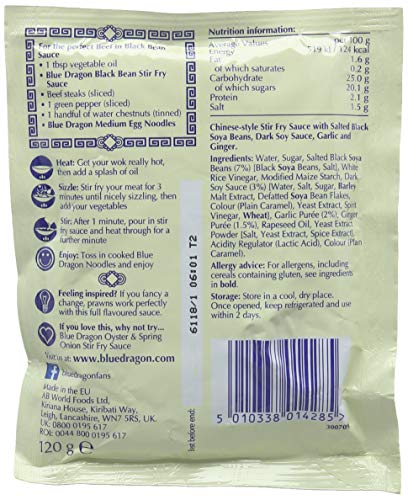 For the perfect Beef in Black Bean
Sauce
• 1 tbsp vegetable oil
• Blue Dragon Black Bean Stir Fry
Sauce
• Beef steaks (sliced)
• 1 green pepper (sliced)
• 1 handful of water chestnuts (tinned)
• Blue Dragon Medium Egg Noodles
Heat: Get your wok really hot,
then add a splash of oil
Sizzle: Stir fry your meat for 3
minutes until nicely sizzling, then
add your vegetables
Stir: After 1 minute, pour in stir
fry sauce and heat through for a
further minute
Enjoy: Toss in cooked Blue
Dragon Noodles and enjoy
Feeling inspired? If you fancy a
change, prawns work perfectly
with this full flavoured sauce.
If you love this, why not try...
Blue Dragon Oyster & Spring
Onion Stir Fry Sauce
www.bluedragon.com
f bluedragonfans
Made in the EU
AB World Foods Ltd,
Kiribati Way,
Leigh, Lancashire, WN7 5RS, UK.
UK: 0800 0195 617
ROI: 0044 800 0195 617
120 g e
6118/1 06:01 T2
Best before end:
Nutrition information:
Average Values per 100 g
Energy 124 kcal
Fat 1.6 g
of which saturates 0.2 g
Carbohydrate 25.0 g
of which sugars 20.1 g
Protein 2.1 g
Salt 1.5 g
Chinese-style Stir Fry Sauce with Salted Black
Soya Beans, Dark Soy Sauce, Garlic and
Ginger.
Ingredients: Water, Sugar, Salted Black Soya
Beans (7%) [Black Soya Beans, Salt], White
Rice Vinegar, Modified Maize Starch, Dark
Soy Sauce (3%) [Water, Salt, Sugar, Barley
Malt Extract, Defatted Soya Bean Flakes,
Colour (Plain Caramel), Yeast Extract, Spirit
Vinegar, Wheat], Garlic Purée (2%), Ginger
Purée (1.5%), Rapeseed Oil, Yeast Extract
Powder [Salt, Yeast Extract, Spice Extract],
Acidity Regulator (Lactic Acid), Colour (Plain
Caramel).
Allergy advice: For allergens, including
cereals containing gluten, see ingredients
in bold.
Storage: Store in a cool, dry place.
Once opened, keep refrigerated and use
within 2 days.
5 010338 014285